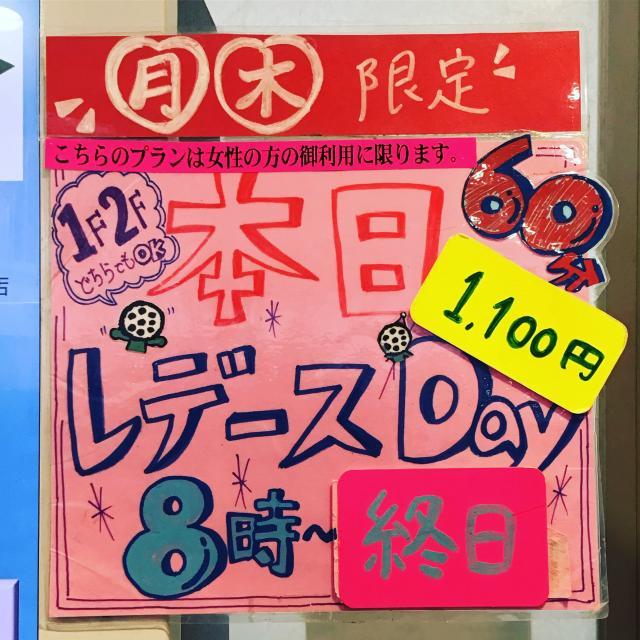 月 木 限定
こちらのプランは女性の方の御利用に限ります。
1F2F
どちらでもOK
本日
60分
1,100円
レデースDay
8時~
終日